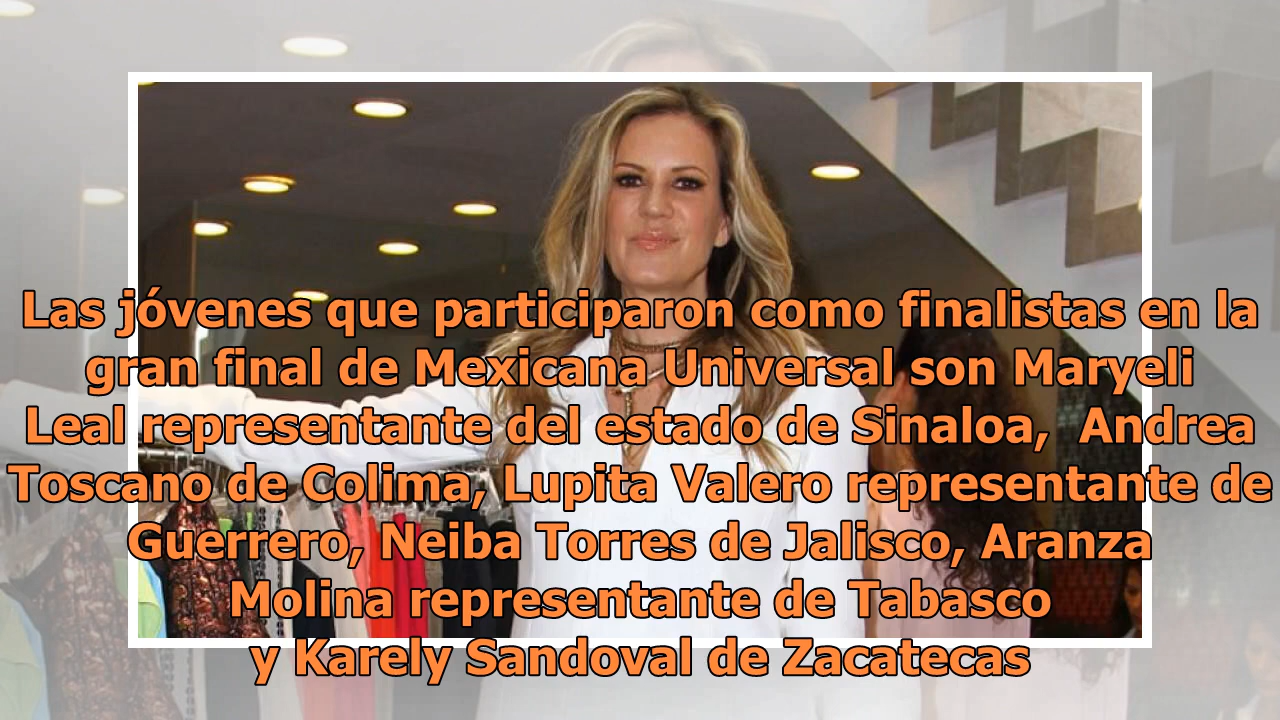 Las jóvenes que participaron como finalistas en la
gran final de Mexicana Universal son Maryeli
Leal representante del estado de Sinaloa,  Andrea
Toscano de Colima, Lupita Valero representante de
Guerrero, Neiba Torres de Jalisco, Aranza
Molina representante de Tabasco
y Karely Sandoval de Zacatecas